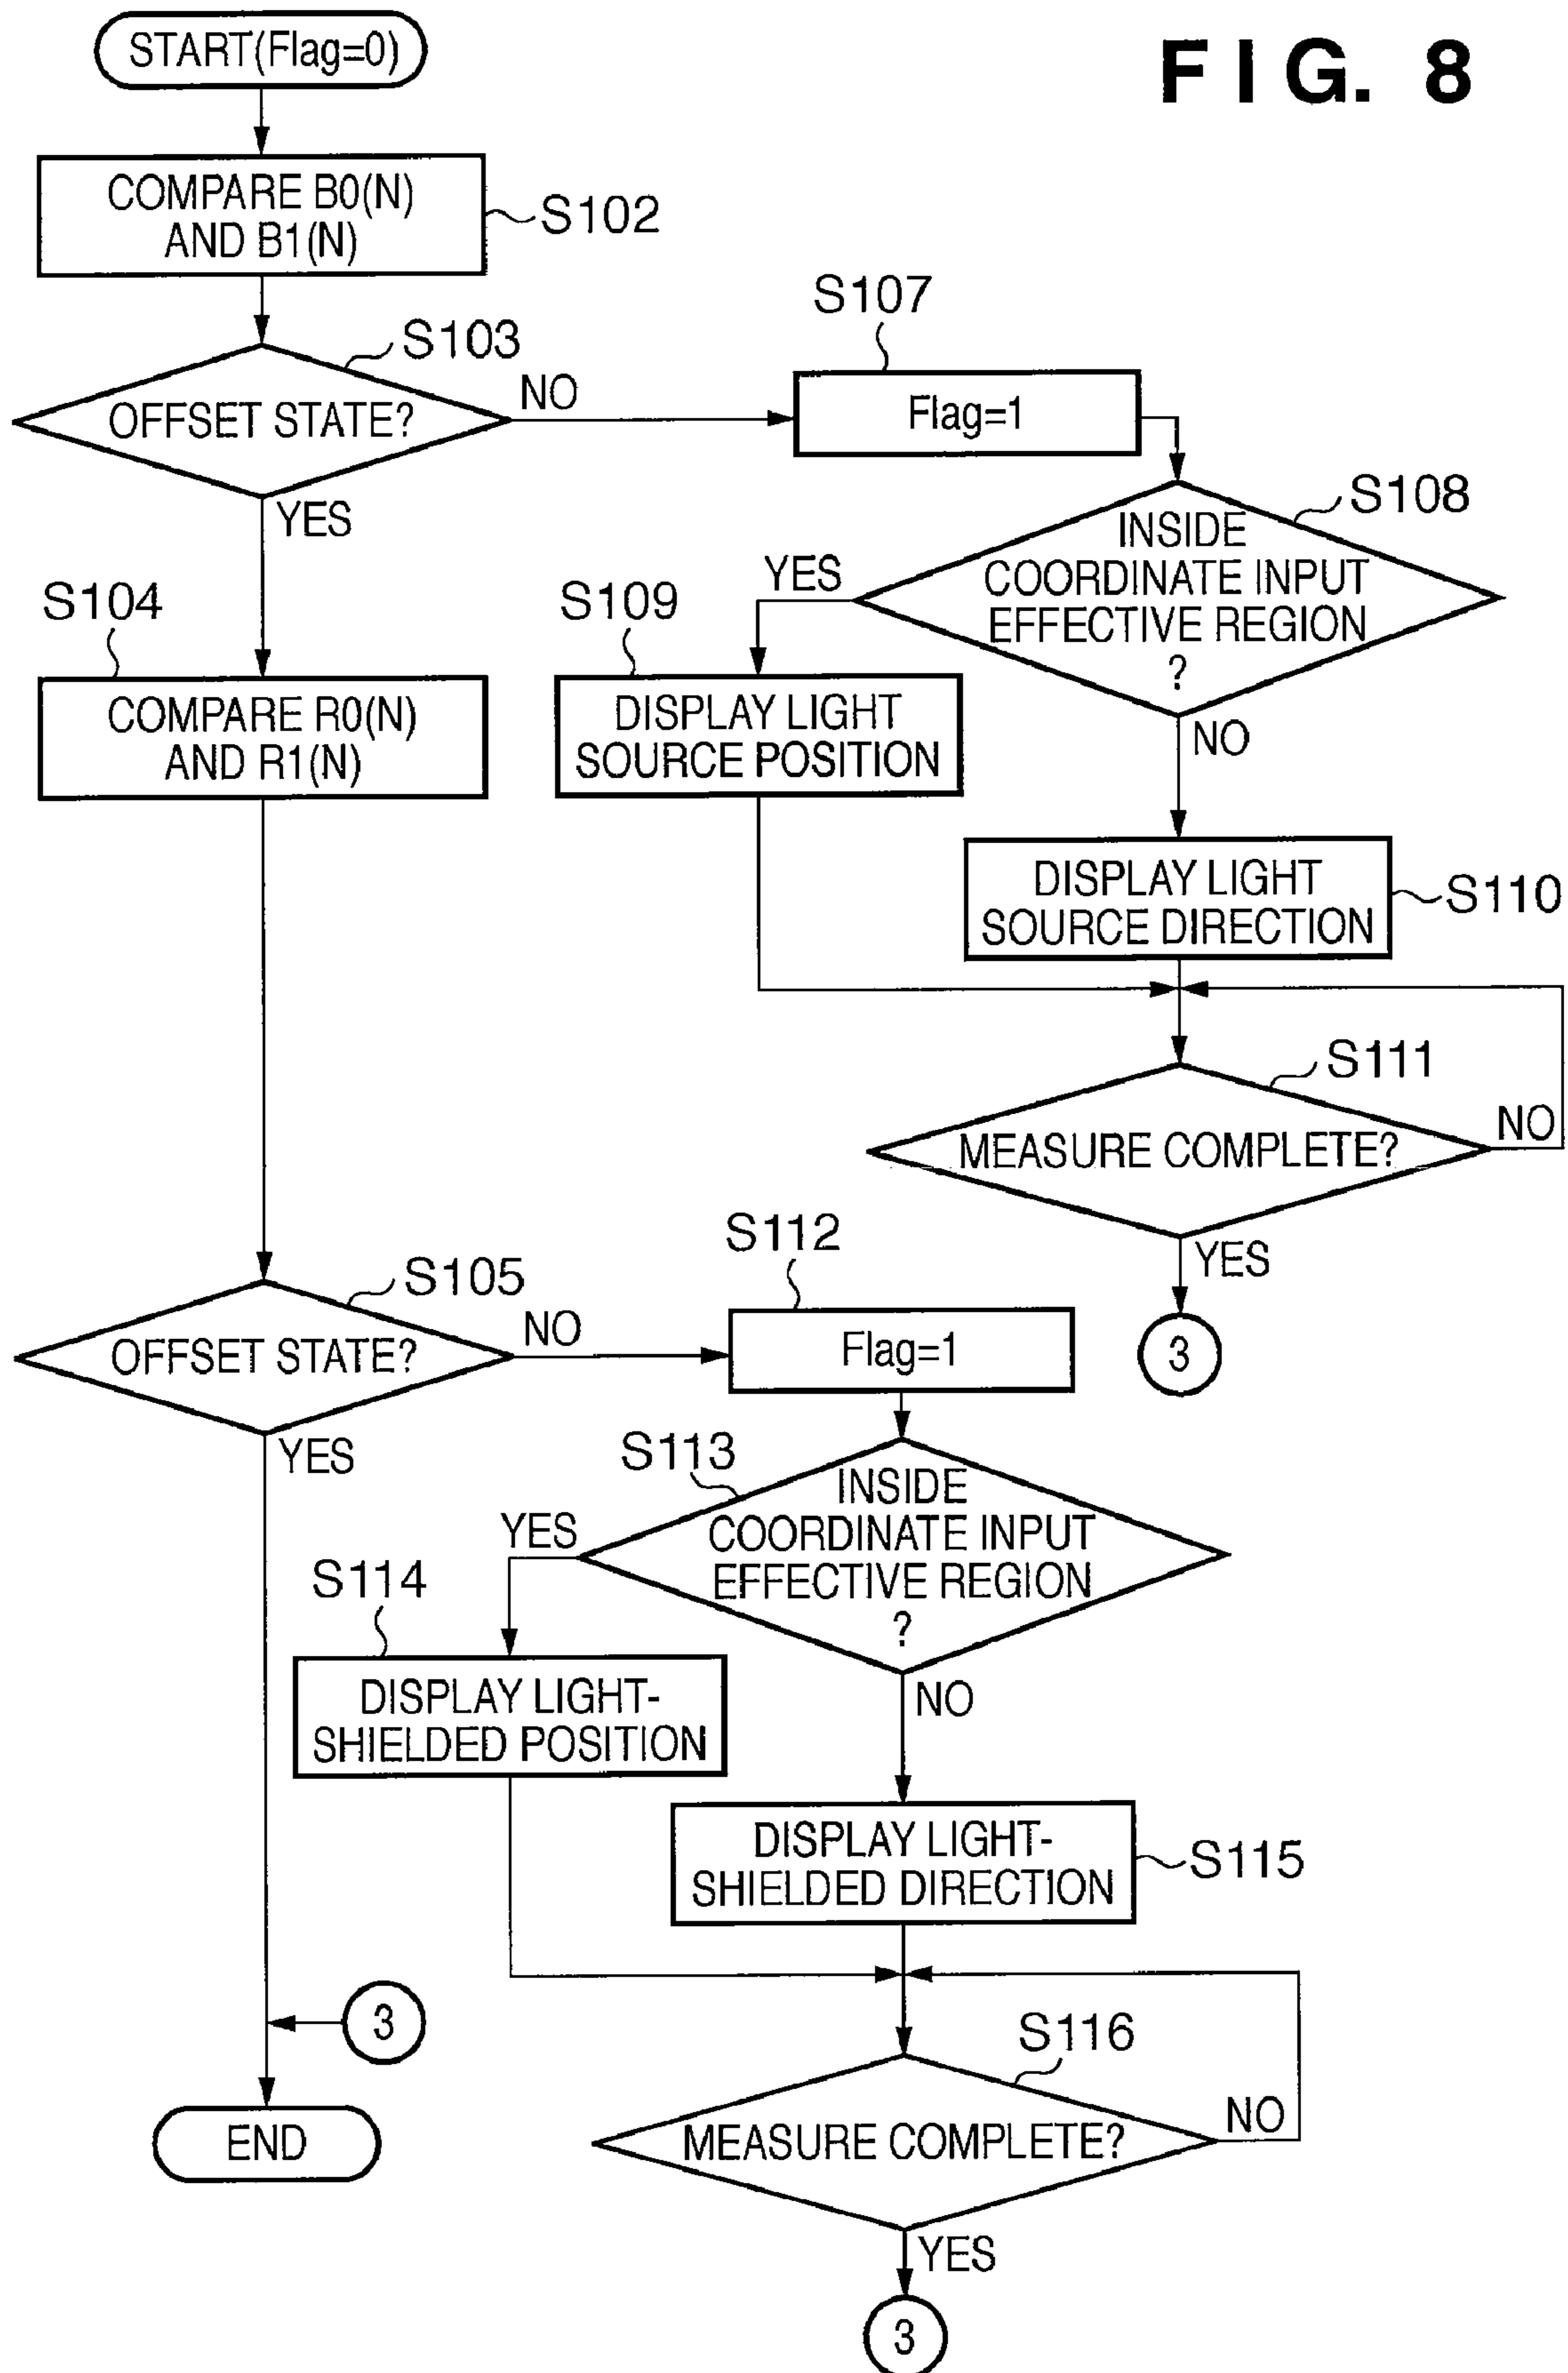 FIG. 8
START(Flag=0)
COMPARE B0(N)
AND B1(N)
S102
S103
OFFSET STATE?
NO
YES
S107
Flag=1
S108
INSIDE
COORDINATE INPUT
EFFECTIVE REGION
?
YES
NO
S109
DISPLAY LIGHT
SOURCE POSITION
S104
COMPARE R0(N)
AND R1(N)
DISPLAY LIGHT
SOURCE DIRECTION
S110
S111
MEASURE COMPLETE?
NO
YES
3
S105
OFFSET STATE?
NO
YES
S112
Flag=1
S113
INSIDE
COORDINATE INPUT
EFFECTIVE REGION
?
YES
NO
S114
DISPLAY LIGHT-
SHIELDED POSITION
DISPLAY LIGHT-
SHIELDED DIRECTION
S115
3
S116
MEASURE COMPLETE?
NO
YES
3
END